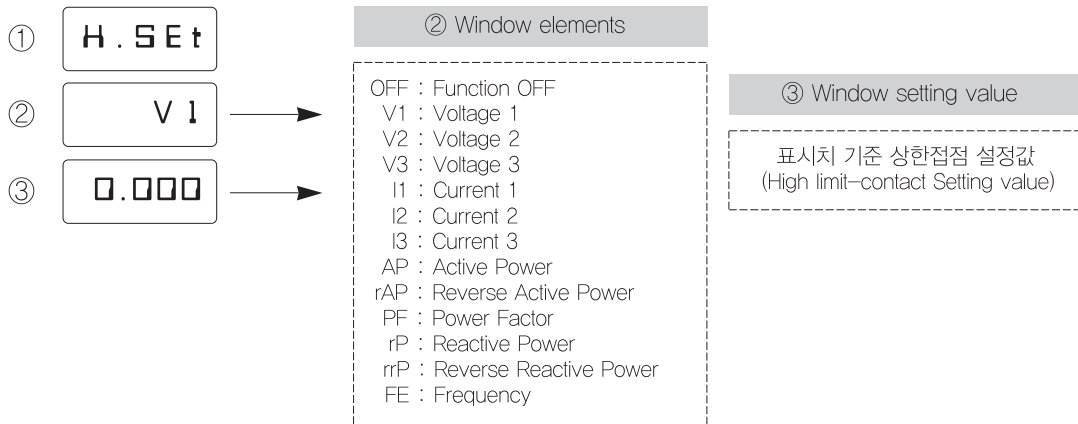 ① H.SEt
② V 1
③ 0.000
② Window elements
OFF : Function OFF
V1 : Voltage 1
V2 : Voltage 2
V3 : Voltage 3
I1 : Current 1
I2 : Current 2
I3 : Current 3
AP : Active Power
rAP : Reverse Active Power
PF : Power Factor
rP : Reactive Power
rrP : Reverse Reactive Power
FE : Frequency
③ Window setting value
표시치 기준 상한접점 설정값
(High limit-contact Setting value)